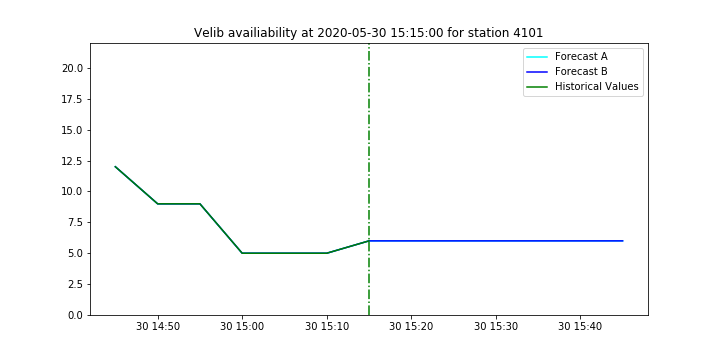 Velib availiability at 2020-05-30 15:15:00 for station 4101
Forecast A
Forecast B
Historical Values
20.0
17.5
15.0
12.5
10.0
7.5
5.0
2.5
0.0
30 14:50 30 15:00 30 15:10 30 15:20 30 15:30 30 15:40